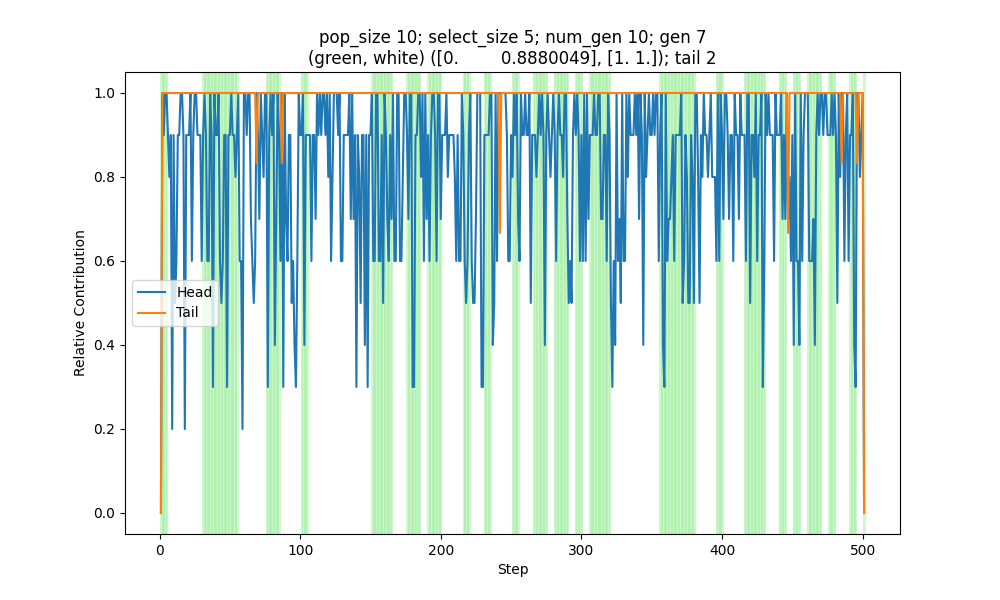 pop_size 10; select_size 5; num_gen 10; gen 7
(green, white) ([0. 0.8880049], [1. 1.]); tail 2
Relative Contribution
1.0
0.8
0.6
0.4
0.2
0.0
Head
Tail
0 100 200 300 400 500
Step